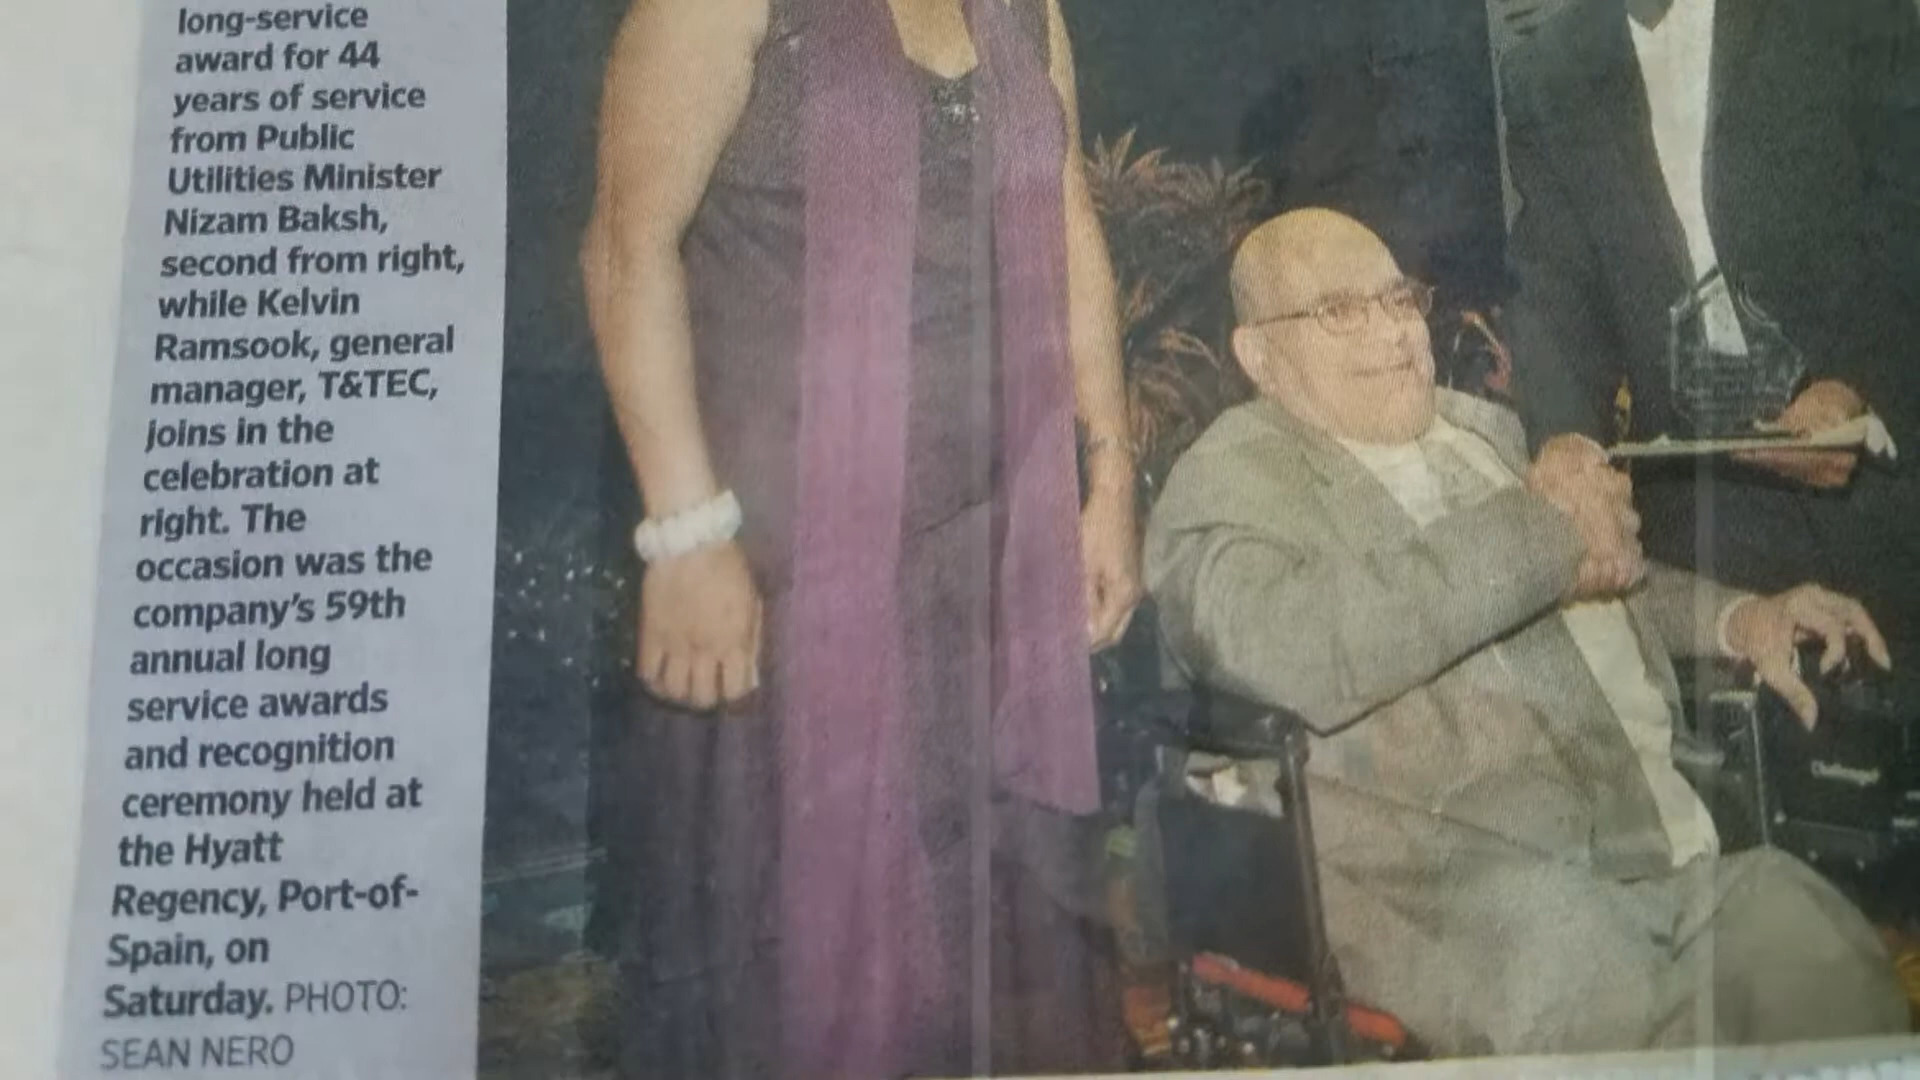 long-service
award for 44
years of service
from Public
Utilities Minister
Nizam Baksh,
second from right,
while Kelvin
Ramsook, general
manager, T&TEC,
joins in the
celebration at
right. The
occasion was the
company's 59th
annual long
service awards
and recognition
ceremony held at
the Hyatt
Regency, Port-of-
Spain, on
Saturday. PHOTO:
SEAN NERO